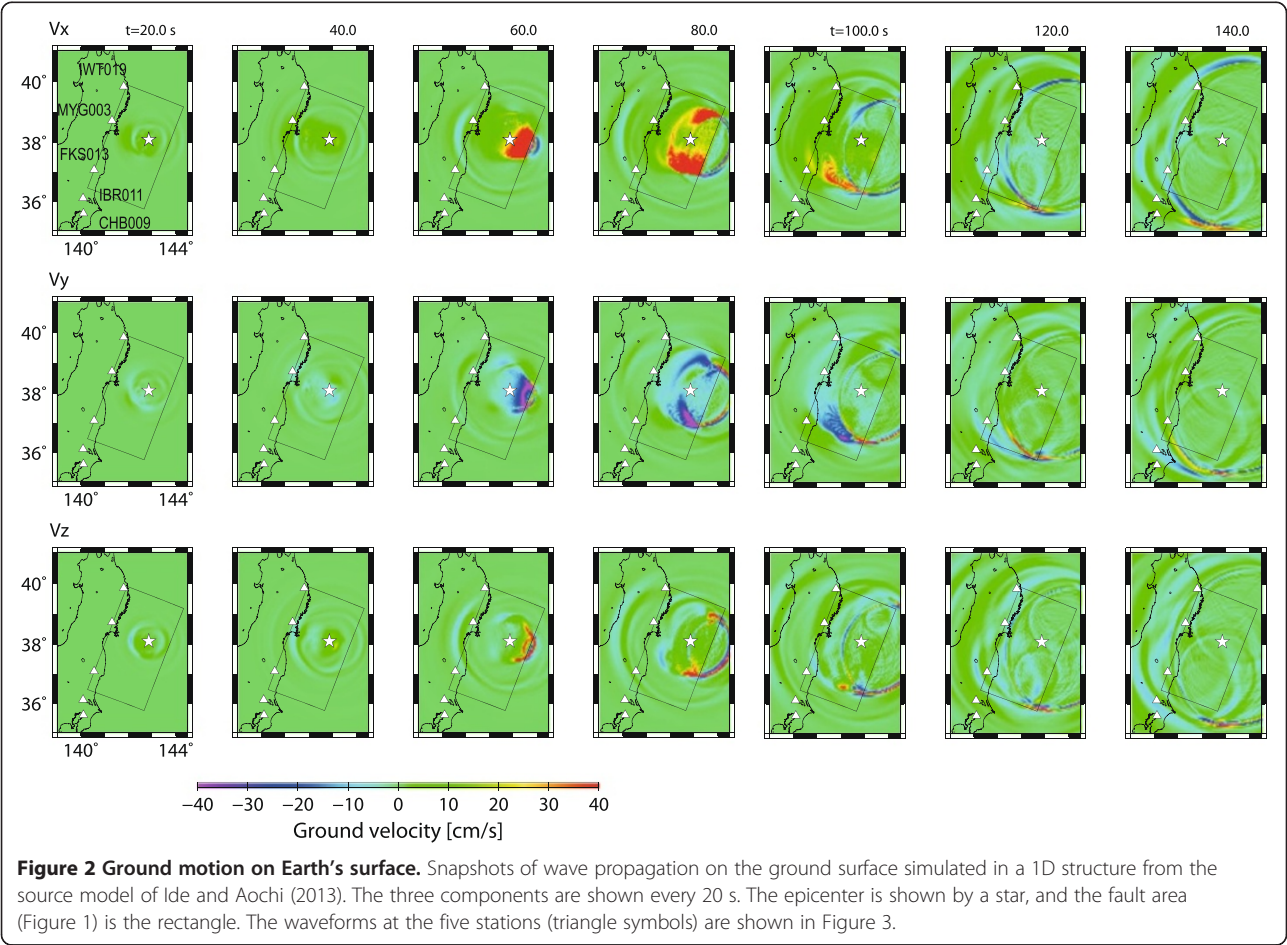 Vx
t=20.0 s 40.0 60.0 80.0 t=100.0 s 120.0 140.0
40°
IWT019
MYG003
38°
FKS013
IBR011
36°
CHB009
140° 144°
Vy
40°
38°
36°
140° 144°
Vz
40°
38°
36°
140° 144°
−40 −30 −20 −10 0 10 20 30 40
Ground velocity [cm/s]
Figure 2 Ground motion on Earth's surface. Snapshots of wave propagation on the ground surface simulated in a 1D structure from the
source model of Ide and Aochi (2013). The three components are shown every 20 s. The epicenter is shown by a star, and the fault area
(Figure 1) is the rectangle. The waveforms at the five stations (triangle symbols) are shown in Figure 3.